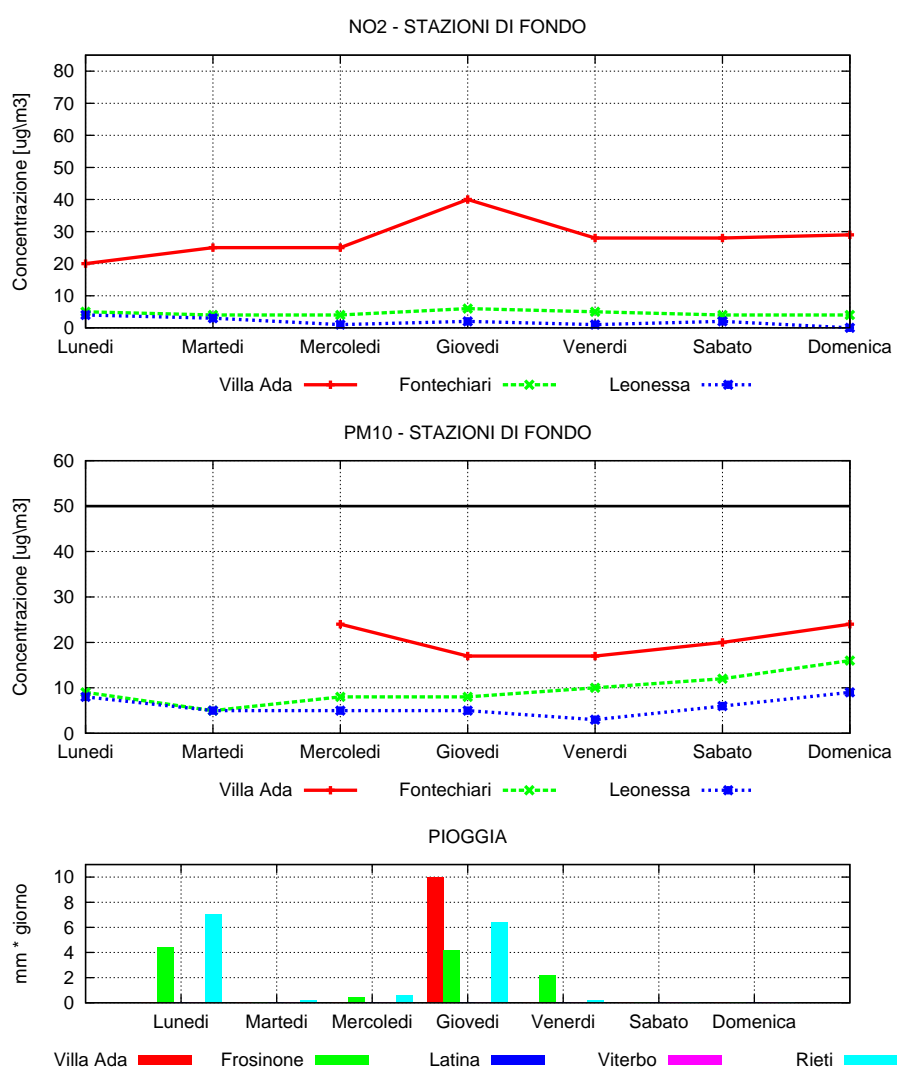 NO2 - STAZIONI DI FONDO
Concentrazione [ug\m3]
80
70
60
50
40
30
20
10
0
Lunedi Martedi Mercoledi Giovedi Venerdi Sabato Domenica
Villa Ada Fontechiari Leonessa
PM10 - STAZIONI DI FONDO
Concentrazione [ug\m3]
60
50
40
30
20
10
0
Lunedi Martedi Mercoledi Giovedi Venerdi Sabato Domenica
Villa Ada Fontechiari Leonessa
PIOGGIA
mm * giorno
10
8
6
4
2
0
Lunedi Martedi Mercoledi Giovedi Venerdi Sabato Domenica
Villa Ada Frosinone Latina Viterbo Rieti